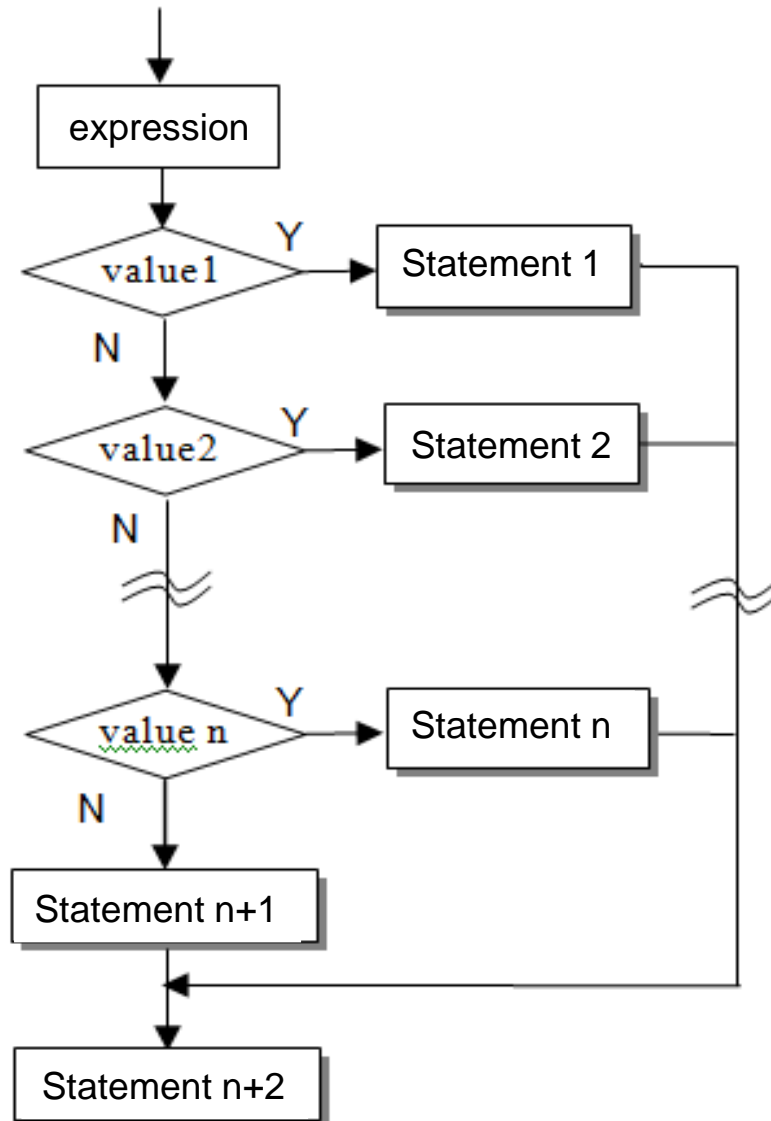 expression
Y
value1
Statement 1
N
Y
value2
Statement 2
N
Y
value n
Statement n
N
Statement n+1
Statement n+2